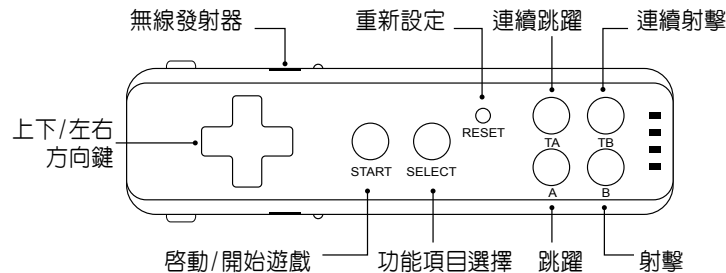 無線發射器
重新設定
連續跳躍
連續射擊
上下/左右
方向鍵
RESET
TA
TB
START
SELECT
A
B
啓動/開始遊戲
功能項目選擇
跳躍
射擊